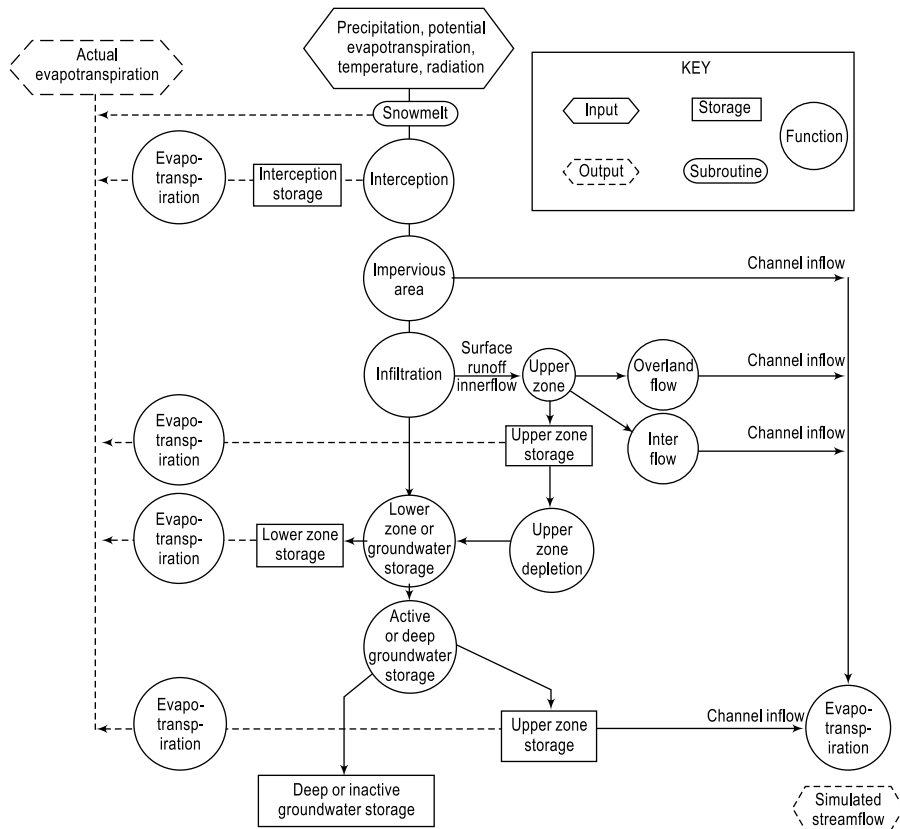 Precipitation, potential
evapotranspiration,
temperature, radiation
Actual
evapotranspiration
KEY
Input
Storage
Function
Output
Subroutine
Snowmelt
Evapo-
transp-
iration
Interception
storage
Interception
Impervious
area
Channel inflow
Infiltration
Surface
runoff
innerflow
Upper
zone
Overland
flow
Channel inflow
Evapo-
transp-
iration
Upper zone
storage
Inter
flow
Channel inflow
Evapo-
transp-
iration
Lower zone
storage
Lower
zone or
groundwater
storage
Upper
zone
depletion
Active
or deep
groundwater
storage
Evapo-
transp-
iration
Upper zone
storage
Channel inflow
Evapo-
transp-
iration
Deep or inactive
groundwater storage
Simulated
streamflow